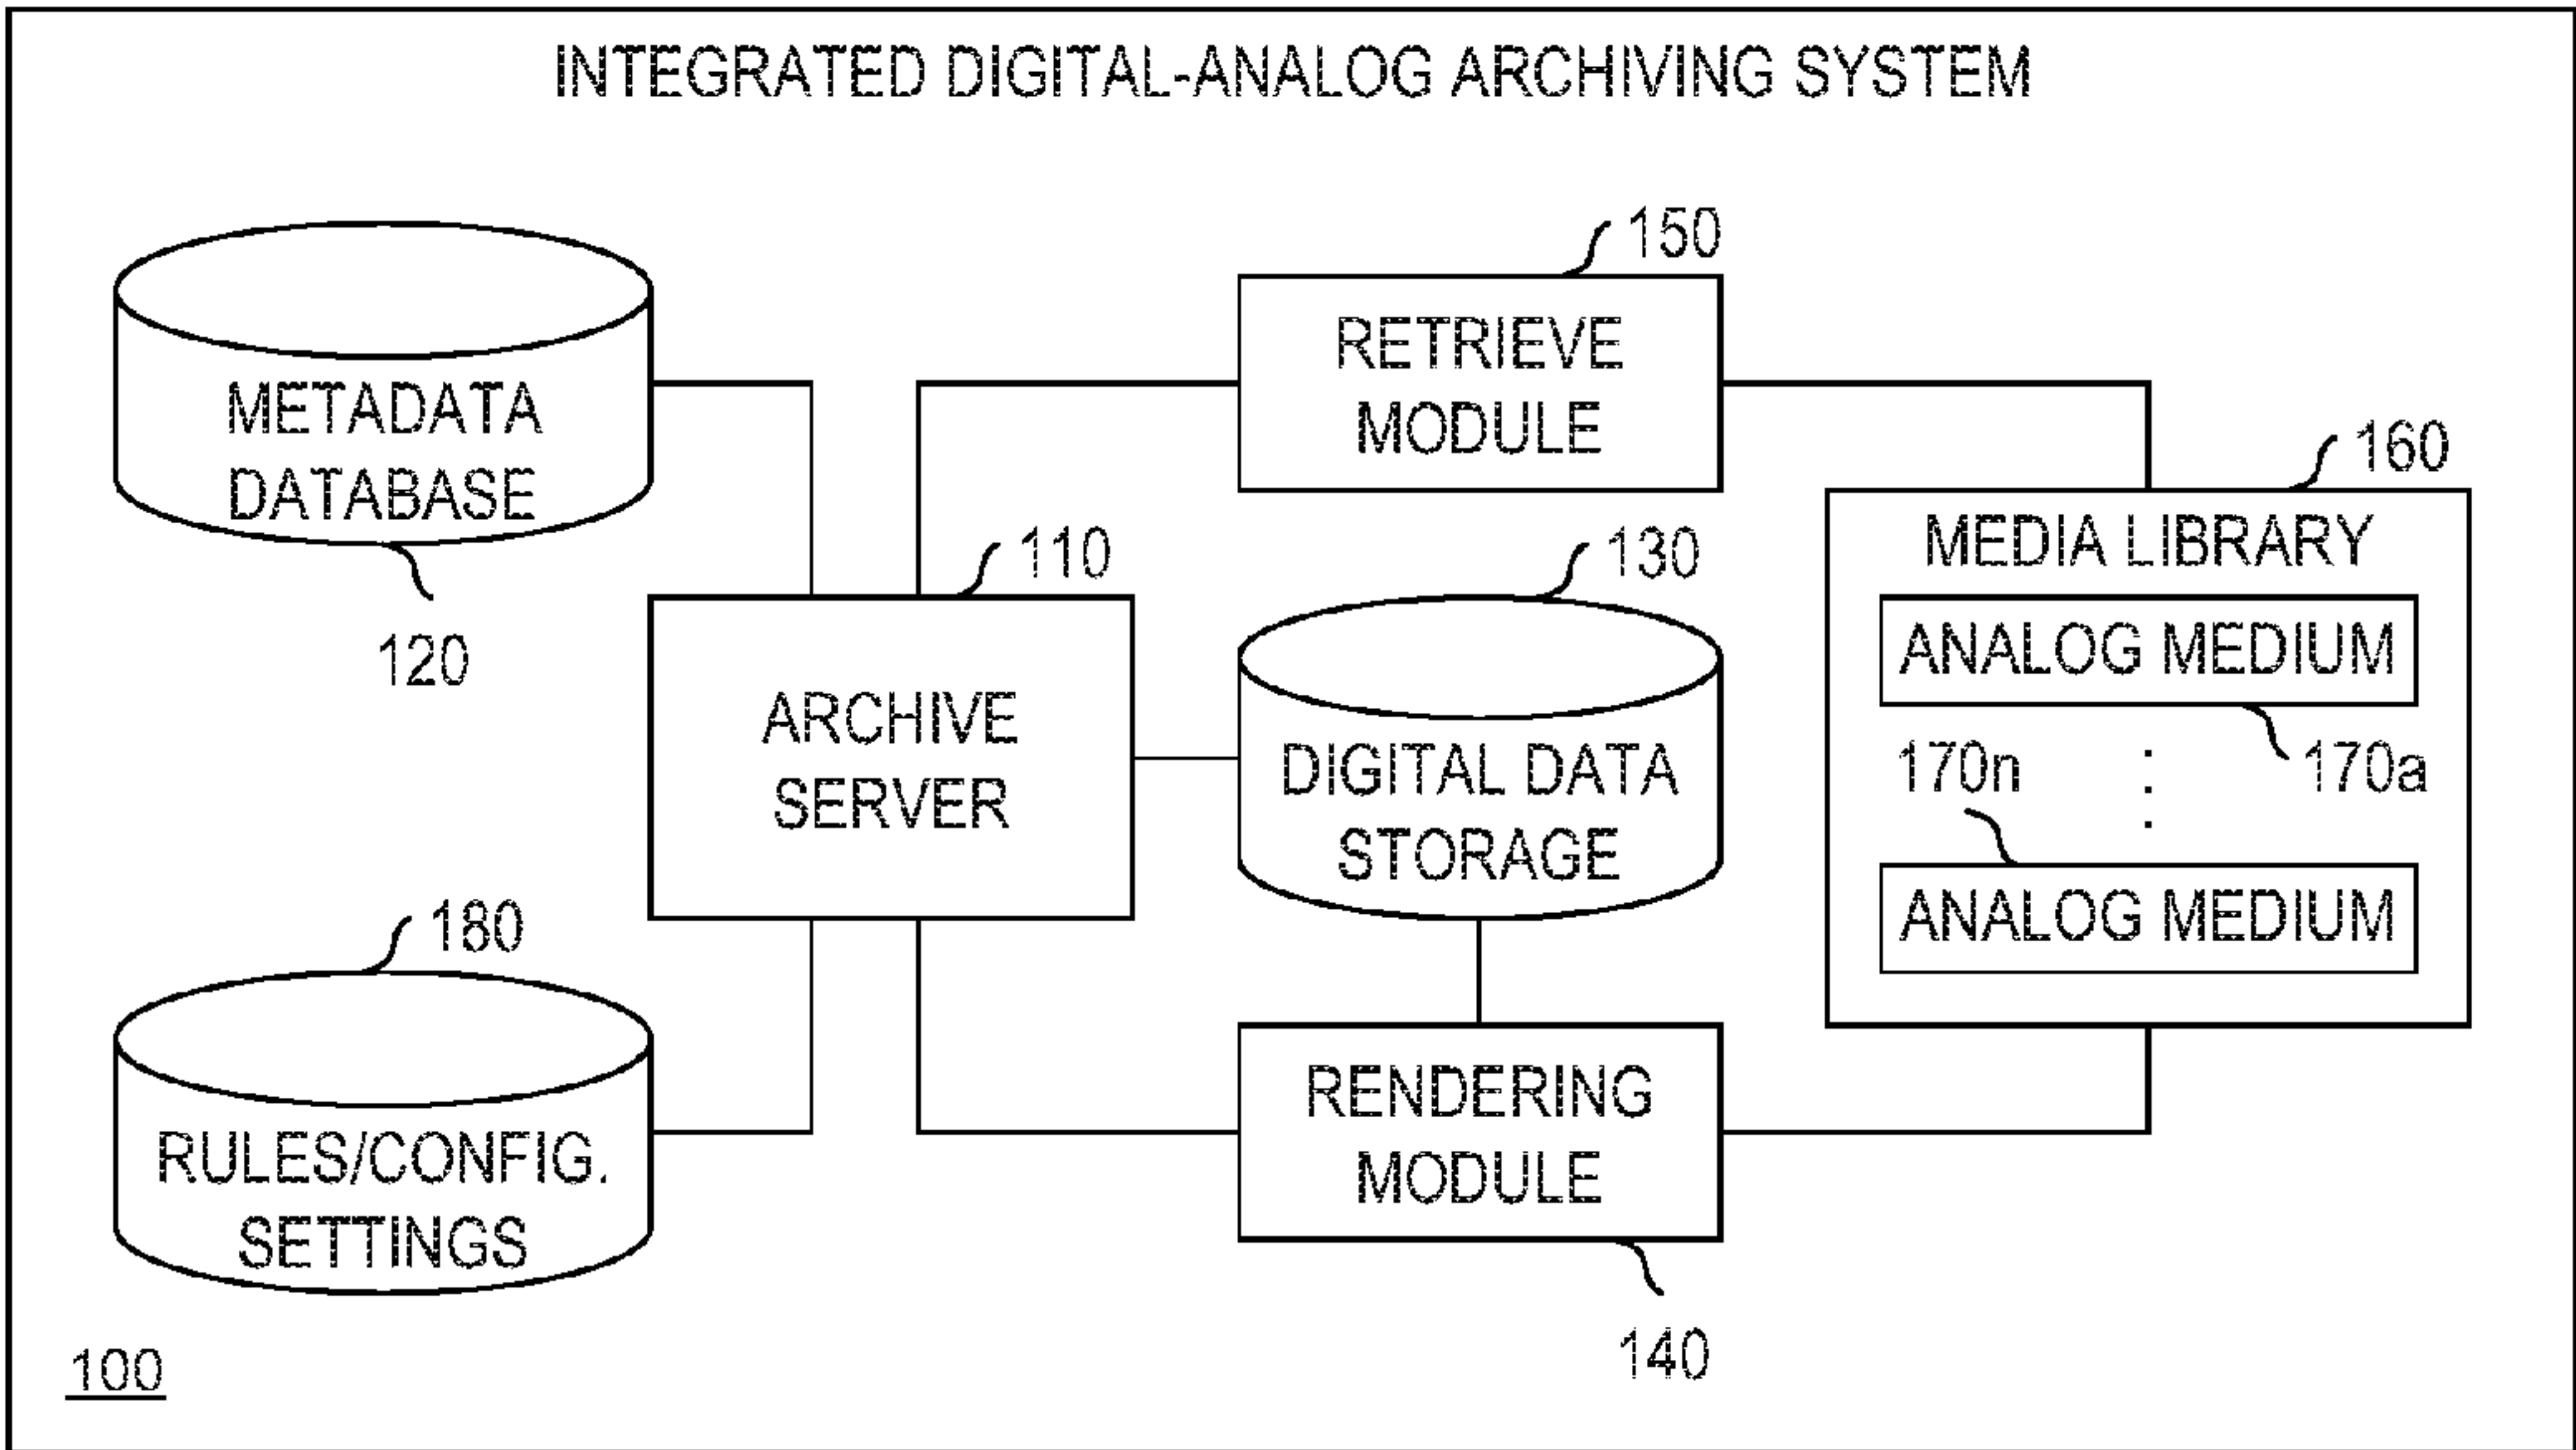 INTEGRATED DIGITAL-ANALOG ARCHIVING SYSTEM
METADATA
DATABASE
120
150
RETRIEVE
MODULE
110
ARCHIVE
SERVER
130
DIGITAL DATA
STORAGE
160
MEDIA LIBRARY
ANALOG MEDIUM
170a
170n
ANALOG MEDIUM
180
RULES/CONFIG.
SETTINGS
RENDERING
MODULE
140
100